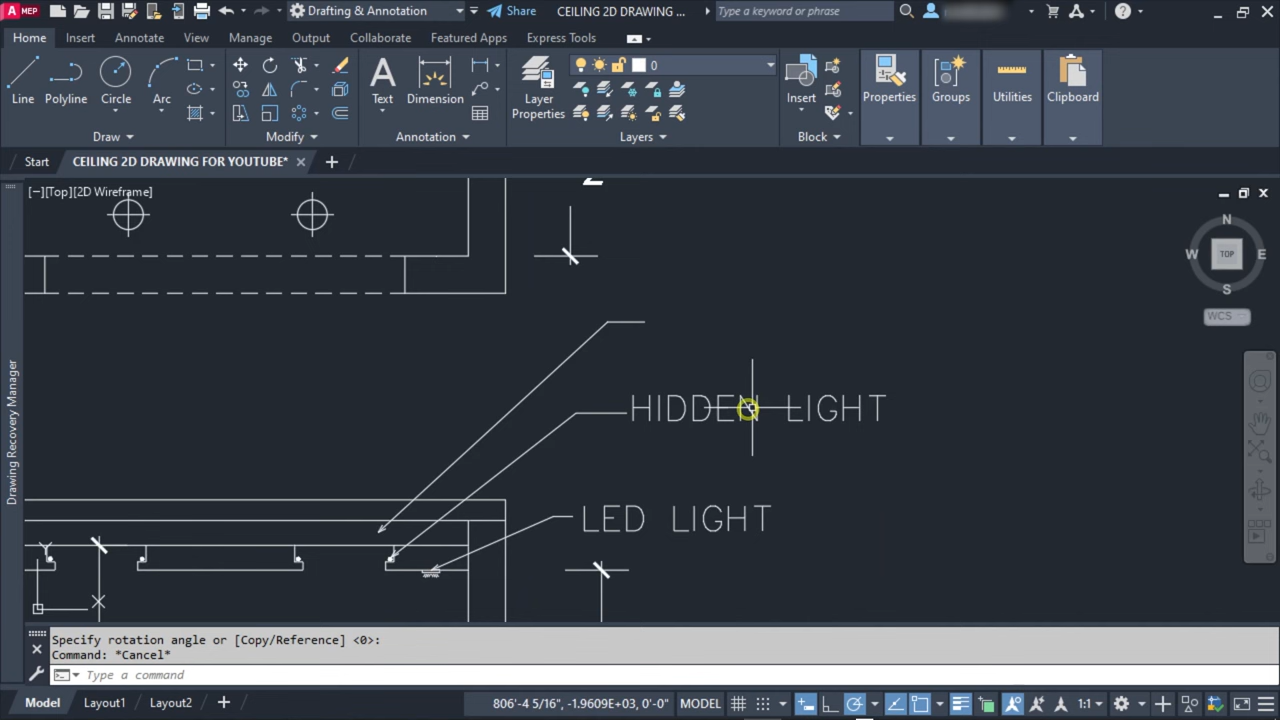 A MEP Drafting & Annotation Share CEILING 2D DRAWING ... Type a keyword or phrase
Home Insert Annotate View Manage Output Collaborate Featured Apps Express Tools
0
Line Polyline Circle Arc Text Dimension Layer Properties Insert Properties Groups Utilities Clipboard
Draw Modify Annotation Layers Block
Start CEILING 2D DRAWING FOR YOUTUBE*
[−][Top][2D Wireframe]
N
W TOP E
S
WCS
HIDDEN LIGHT
LED LIGHT
Drawing Recovery Manager
Y
X
Specify rotation angle or [Copy/Reference] <0>:
Command: *Cancel*
Type a command
Model Layout1 Layout2 806'-4 5/16", -1.9609E+03, 0'-0" MODEL 1:1